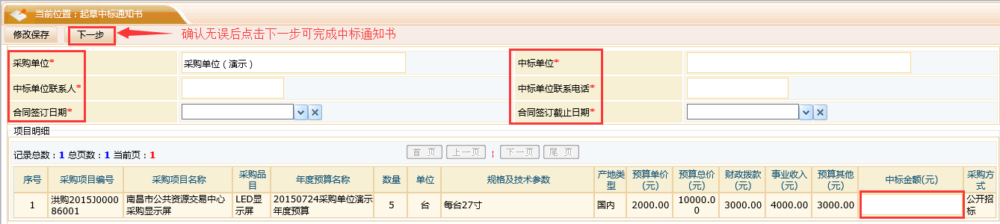 当前位置：起草中标通知书
修改保存 下一步 确认无误后点击下一步可完成中标通知书
采购单位* 采购单位（演示） 中标单位*
中标单位联系人* 中标单位联系电话*
合同签订日期* 合同签订截止日期*
项目明细
记录总数：1 总页数：1 当前页：1 首 页 上一页 ¦ 下一页 尾 页
序号 采购项目编号 采购项目名称 采购品目 年度预算名称 数量 单位 规格及技术参数 产地类型 预算单价(元) 预算总价(元) 财政拨款(元) 事业收入(元) 预算其他(元) 中标金额(元) 采购方式
1 洪购2015J000086001 南昌市公共资源交易中心采购显示屏 LED显示屏 20150724采购单位演示年度预算 5 台 每台27寸 国内 2000.00 10000.00 3000.00 4000.00 3000.00 公开招标